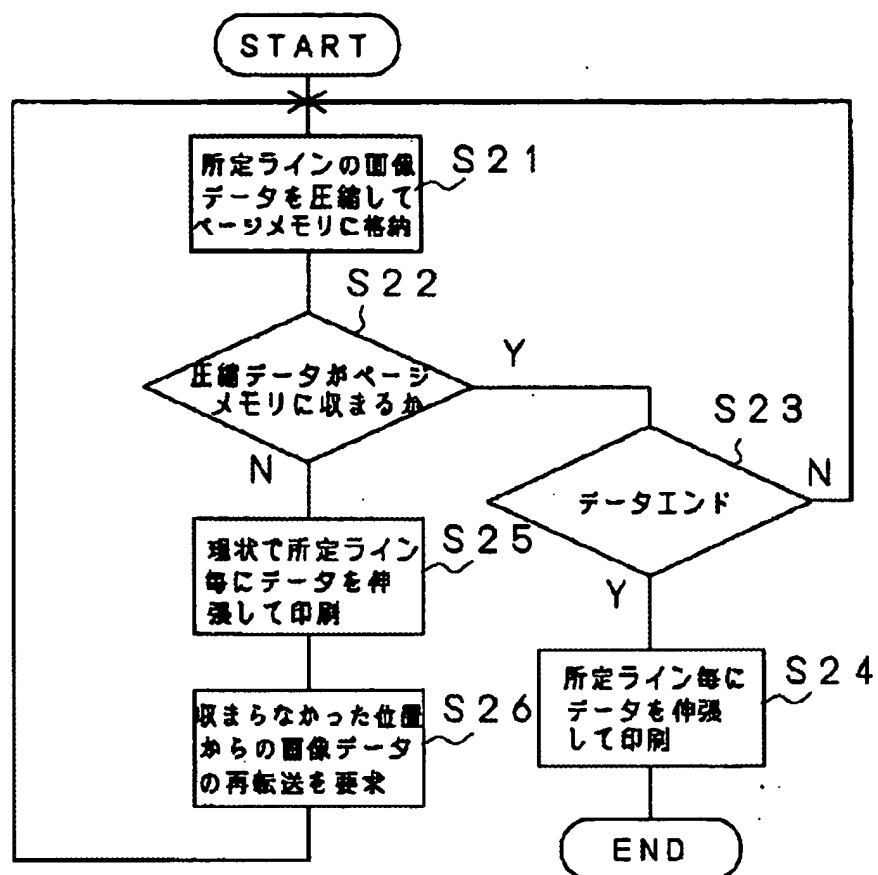 START
所定ラインの画像
データを圧縮して
ページメモリに格納
S21
S22
圧縮データがページ
メモリに収まるか
Y
N
S23
データエンド
N
Y
現状で所定ライン
毎にデータを伸
張して印刷
S25
所定ライン毎に
データを伸張
して印刷
S24
収まらなかった位置
からの画像データ
の再転送を要求
S26
END